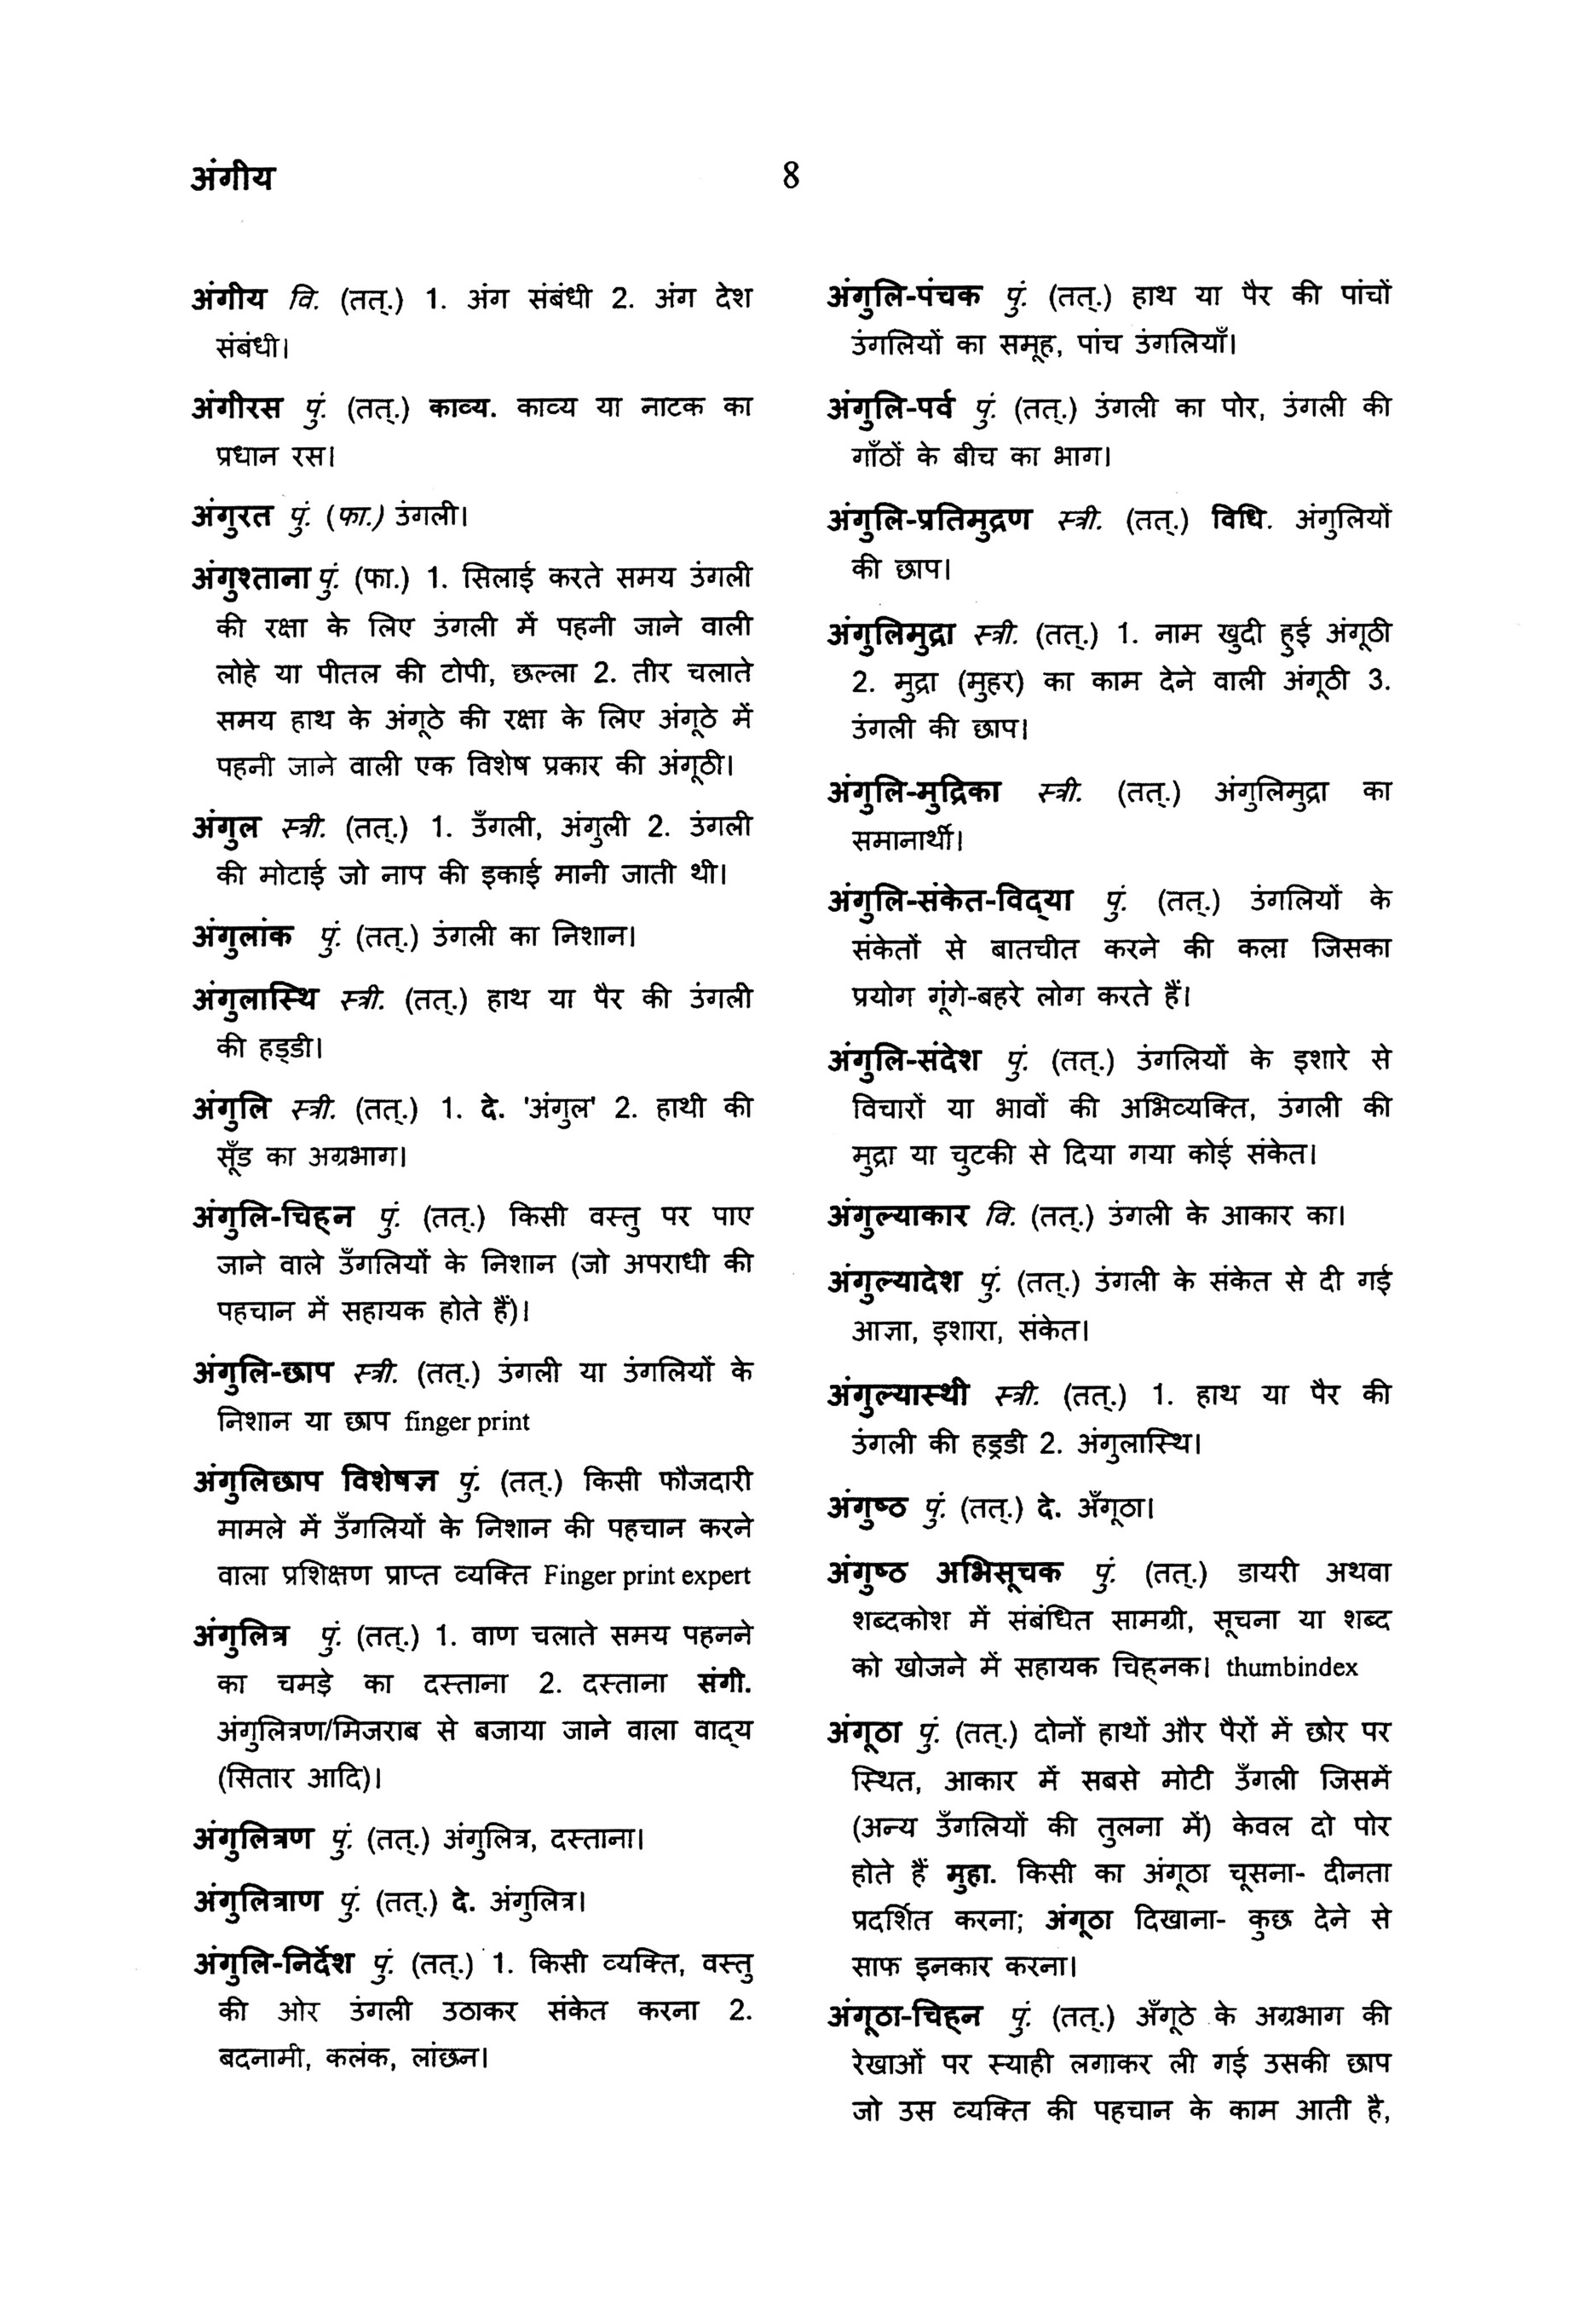 अंगीय
8
अंगीय वि. (तत्.) 1. अंग संबंधी 2. अंग देश
संबंधी।
अंगीरस पुं. (तत्.) काव्य. काव्य या नाटक का
प्रधान रस।
अंगुरत पुं. (फा.) उंगली।
अंगुश्ताना पुं. (फा.) 1. सिलाई करते समय उंगली
की रक्षा के लिए उंगली में पहनी जाने वाली
लोहे या पीतल की टोपी, छल्ला 2. तीर चलाते
समय हाथ के अंगूठे की रक्षा के लिए अंगूठे में
पहनी जाने वाली एक विशेष प्रकार की अंगूठी।
अंगुल स्त्री. (तत्.) 1. उँगली, अंगुली 2. उंगली
की मोटाई जो नाप की इकाई मानी जाती थी।
अंगुलांक पुं. (तत्.) उंगली का निशान।
अंगुलास्थि स्त्री. (तत्.) हाथ या पैर की उंगली
की हड्डी।
अंगुलि स्त्री. (तत्.) 1. दे. 'अंगुल' 2. हाथी की
सूँड का अग्रभाग।
अंगुलि-चिह्न पुं. (तत्.) किसी वस्तु पर पाए
जाने वाले उँगलियों के निशान (जो अपराधी की
पहचान में सहायक होते हैं)।
अंगुलि-छाप स्त्री. (तत्.) उंगली या उंगलियों के
निशान या छाप finger print
अंगुलिछाप विशेषज्ञ पुं. (तत्.) किसी फौजदारी
मामले में उँगलियों के निशान की पहचान करने
वाला प्रशिक्षण प्राप्त व्यक्ति Finger print expert
अंगुलित्र पुं. (तत्.) 1. वाण चलाते समय पहनने
का चमड़े का दस्ताना 2. दस्ताना संगी.
अंगुलित्रण/मिजराब से बजाया जाने वाला वाद्‌य
(सितार आदि)।
अंगुलित्रण पुं. (तत्.) अंगुलित्र, दस्ताना।
अंगुलित्राण पुं. (तत्.) दे. अंगुलित्र।
अंगुलि-निर्देश पुं. (तत्.) 1. किसी व्यक्ति, वस्तु
की ओर उंगली उठाकर संकेत करना 2.
बदनामी, कलंक, लांछन।
अंगुलि-पंचक पुं. (तत्.) हाथ या पैर की पांचों
उंगलियों का समूह, पांच उंगलियाँ।
अंगुलि-पर्व पुं. (तत्.) उंगली का पोर, उंगली की
गाँठों के बीच का भाग।
अंगुलि-प्रतिमुद्रण स्त्री. (तत्.) विधि. अंगुलियों
की छाप।
अंगुलिमुद्रा स्त्री. (तत्.) 1. नाम खुदी हुई अंगूठी
2. मुद्रा (मुहर) का काम देने वाली अंगूठी 3.
उंगली की छाप।
अंगुलि-मुद्रिका स्त्री. (तत्.) अंगुलिमुद्रा का
समानार्थी।
अंगुलि-संकेत-विद्‌या पुं. (तत्.) उंगलियों के
संकेतों से बातचीत करने की कला जिसका
प्रयोग गूंगे-बहरे लोग करते हैं।
अंगुलि-संदेश पुं. (तत्.) उंगलियों के इशारे से
विचारों या भावों की अभिव्यक्ति, उंगली की
मुद्रा या चुटकी से दिया गया कोई संकेत।
अंगुल्याकार वि. (तत्.) उंगली के आकार का।
अंगुल्यादेश पुं. (तत्.) उंगली के संकेत से दी गई
आज्ञा, इशारा, संकेत।
अंगुल्यास्थी स्त्री. (तत्.) 1. हाथ या पैर की
उंगली की हड्डी 2. अंगुलास्थि।
अंगुष्ठ पुं. (तत्.) दे. अँगूठा।
अंगुष्ठ अभिसूचक पुं. (तत्.) डायरी अथवा
शब्दकोश में संबंधित सामग्री, सूचना या शब्द
को खोजने में सहायक चिह्नक। thumbindex
अंगूठा पुं. (तत्.) दोनों हाथों और पैरों में छोर पर
स्थित, आकार में सबसे मोटी उँगली जिसमें
(अन्य उँगलियों की तुलना में) केवल दो पोर
होते हैं मुहा. किसी का अंगूठा चूसना- दीनता
प्रदर्शित करना; अंगूठा दिखाना- कुछ देने से
साफ इनकार करना।
अंगूठा-चिह्न पुं. (तत्.) अँगूठे के अग्रभाग की
रेखाओं पर स्याही लगाकर ली गई उसकी छाप
जो उस व्यक्ति की पहचान के काम आती है,